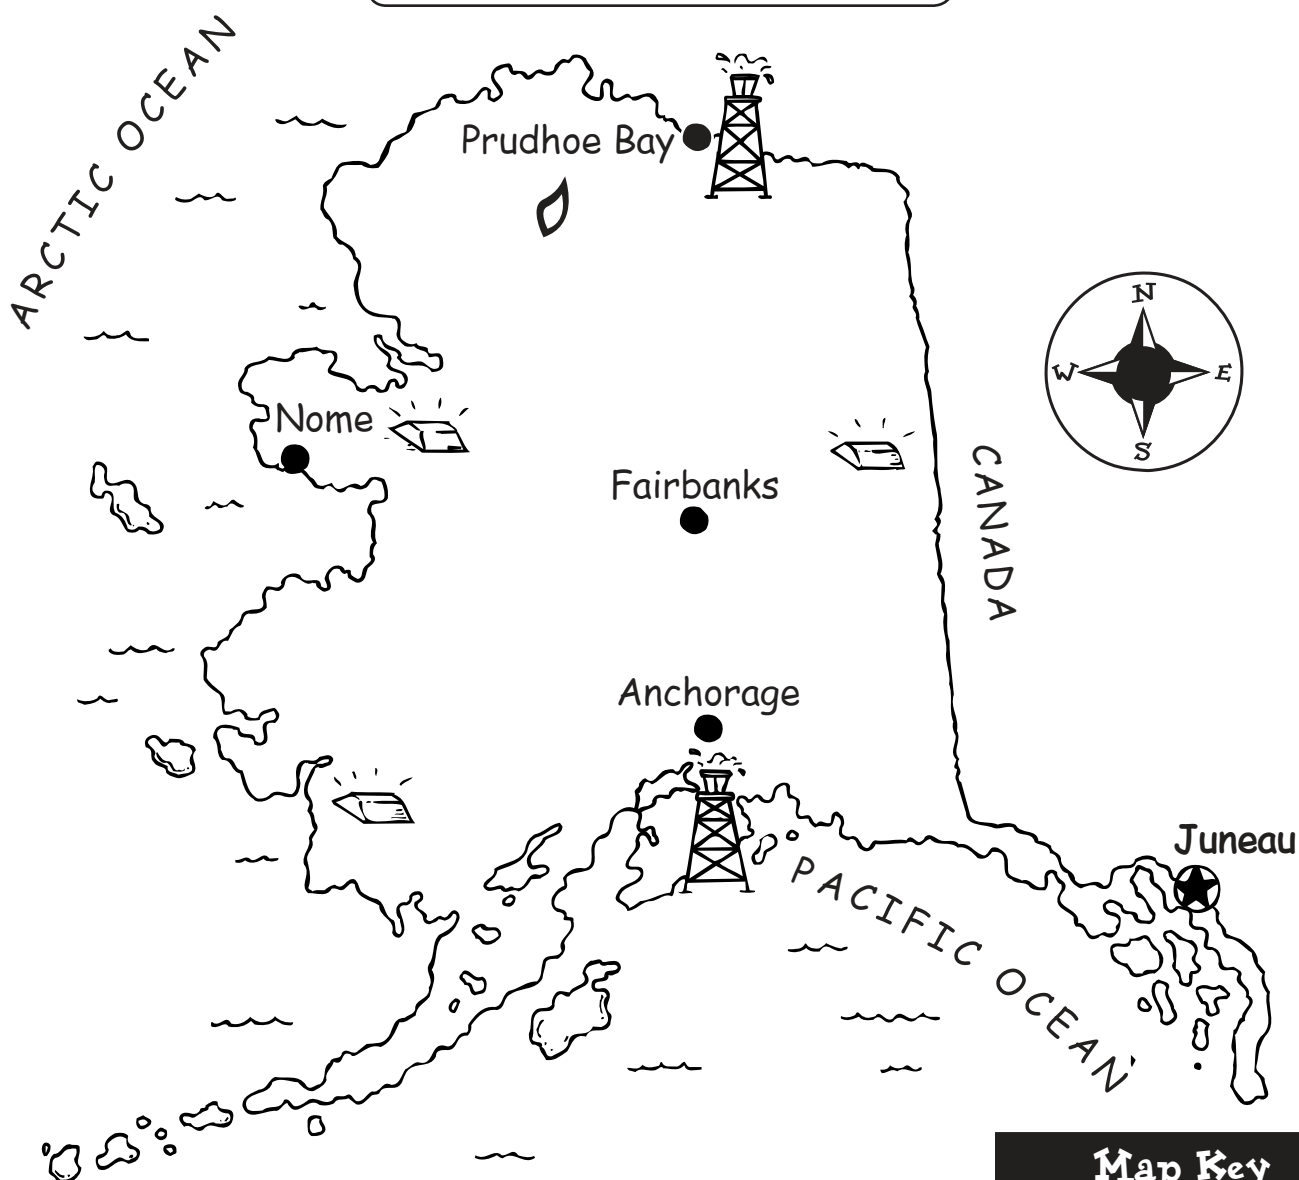 ARCTIC OCEAN
Prudhoe Bay
N
W
E
S
Nome
CANADA
Fairbanks
Anchorage
Juneau
PACIFIC OCEAN
Map Key